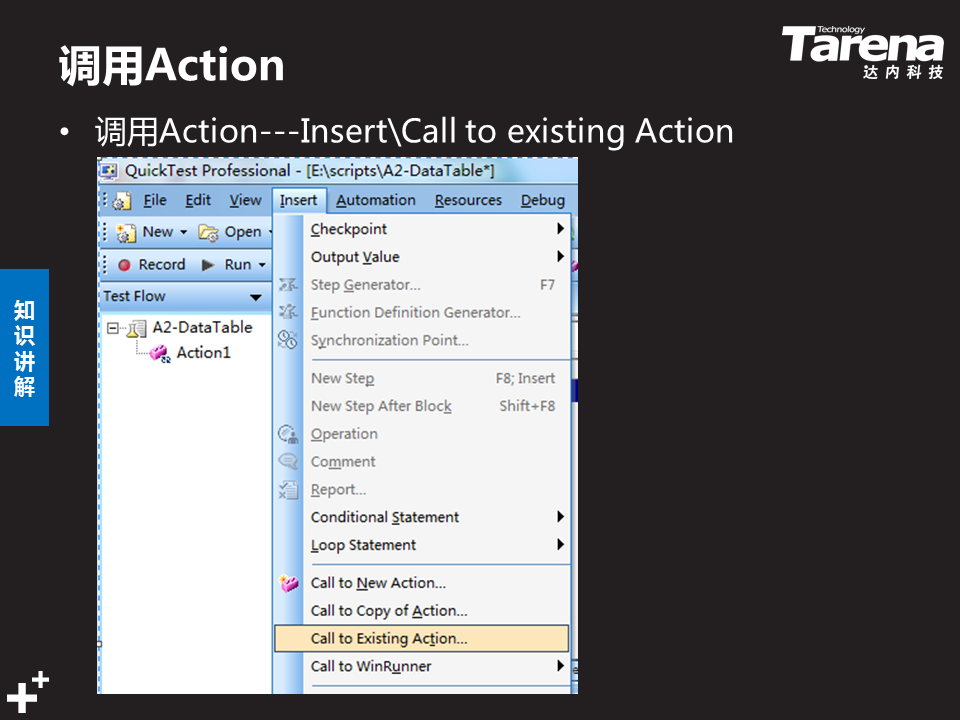 调用Action
Technology
Tarena
达内科技
• 调用Action---Insert\Call to existing Action
QuickTest Professional - [E:\scripts\A2-DataTable*]
File Edit View Insert Automation Resources Debug
New Open
Record Run
Test Flow
A2-DataTable
Action1
Checkpoint
Output Value
Step Generator... F7
Function Definition Generator...
Synchronization Point...
New Step F8; Insert
New Step After Block Shift+F8
Operation
Comment
Report...
Conditional Statement
Loop Statement
Call to New Action...
Call to Copy of Action...
Call to Existing Action...
Call to WinRunner
知识讲解